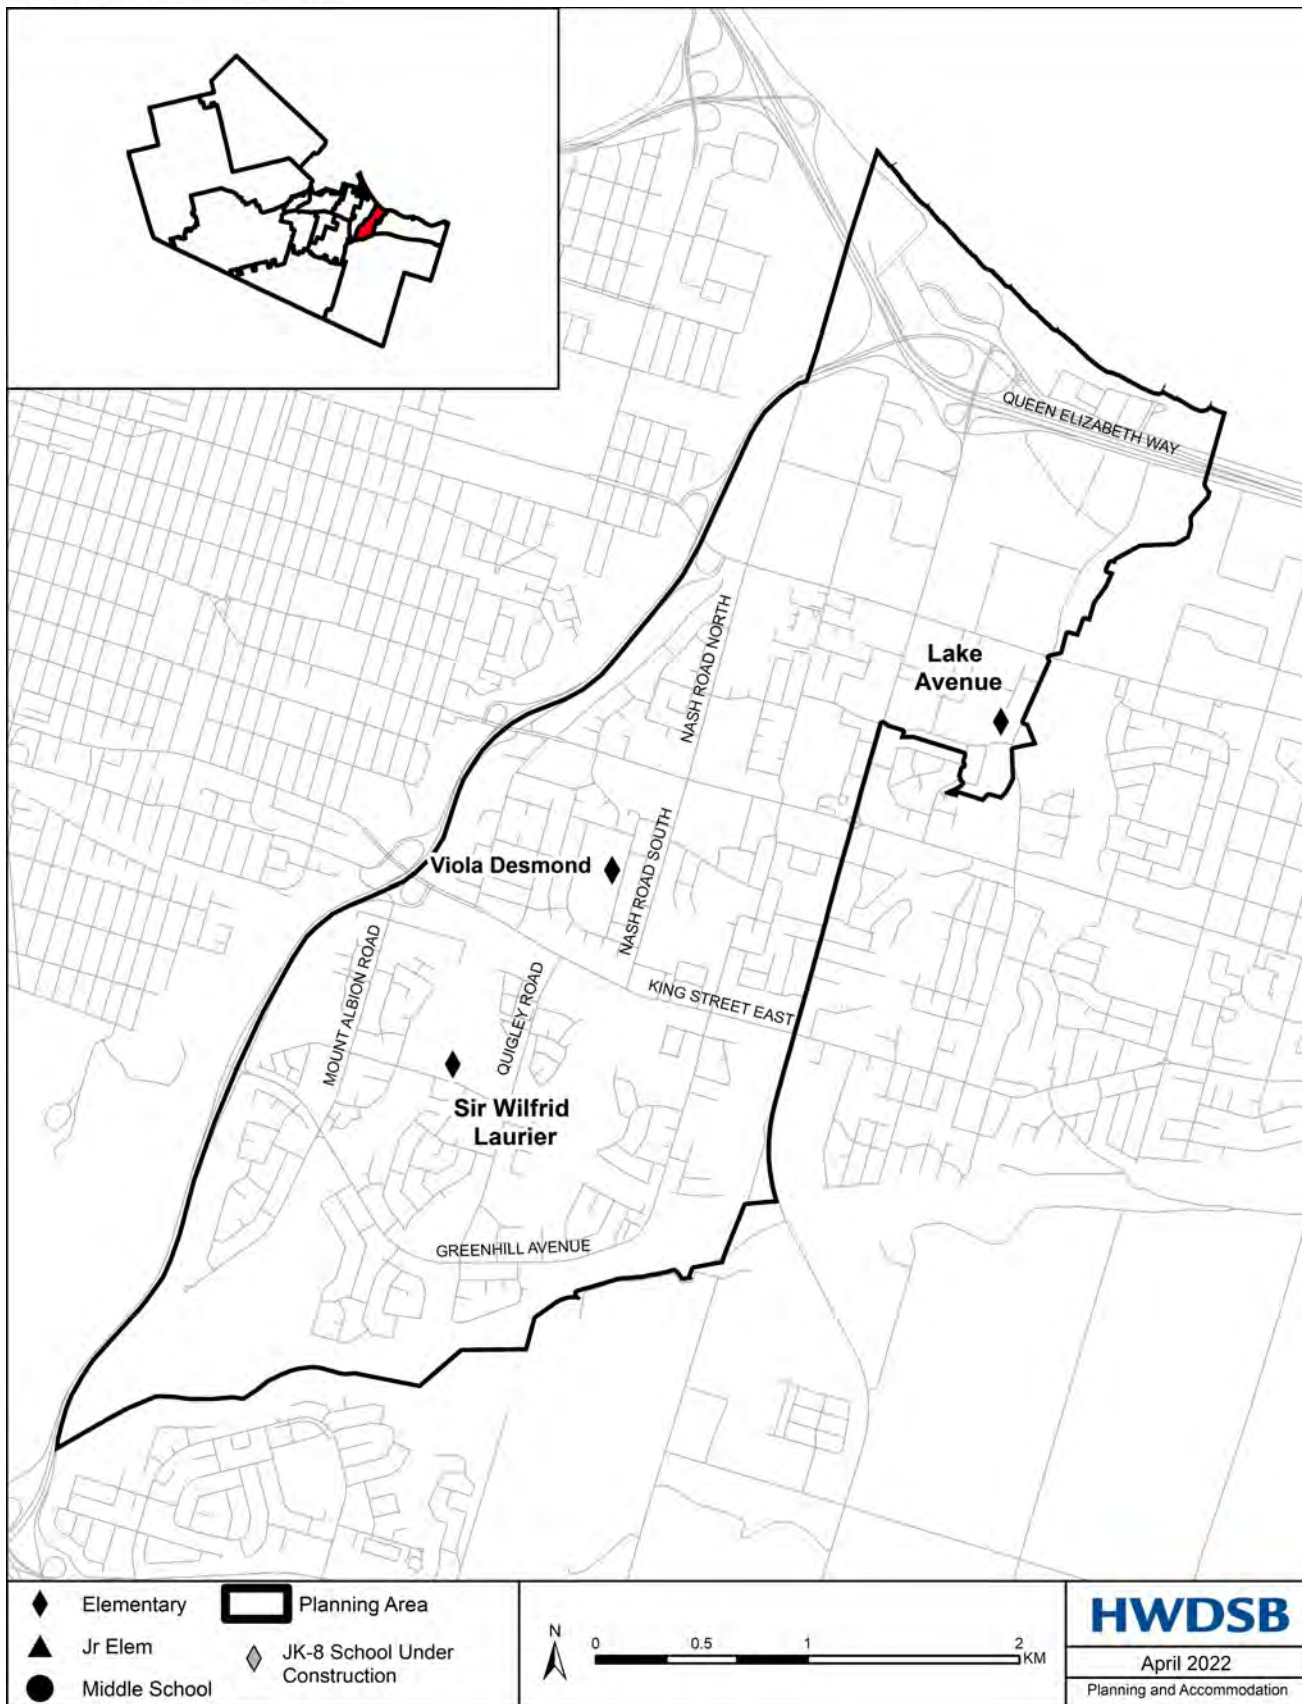 QUEEN ELIZABETH WAY
NASH ROAD NORTH
Lake
Avenue
Viola Desmond
NASH ROAD SOUTH
MOUNT ALBION ROAD
QUIGLEY ROAD
KING STREET EAST
Sir Wilfrid
Laurier
GREENHILL AVENUE
Elementary
Planning Area
Jr Elem
JK-8 School Under
Construction
Middle School
N
0 0.5 1 2
KM
HWDSB
April 2022
Planning and Accommodation